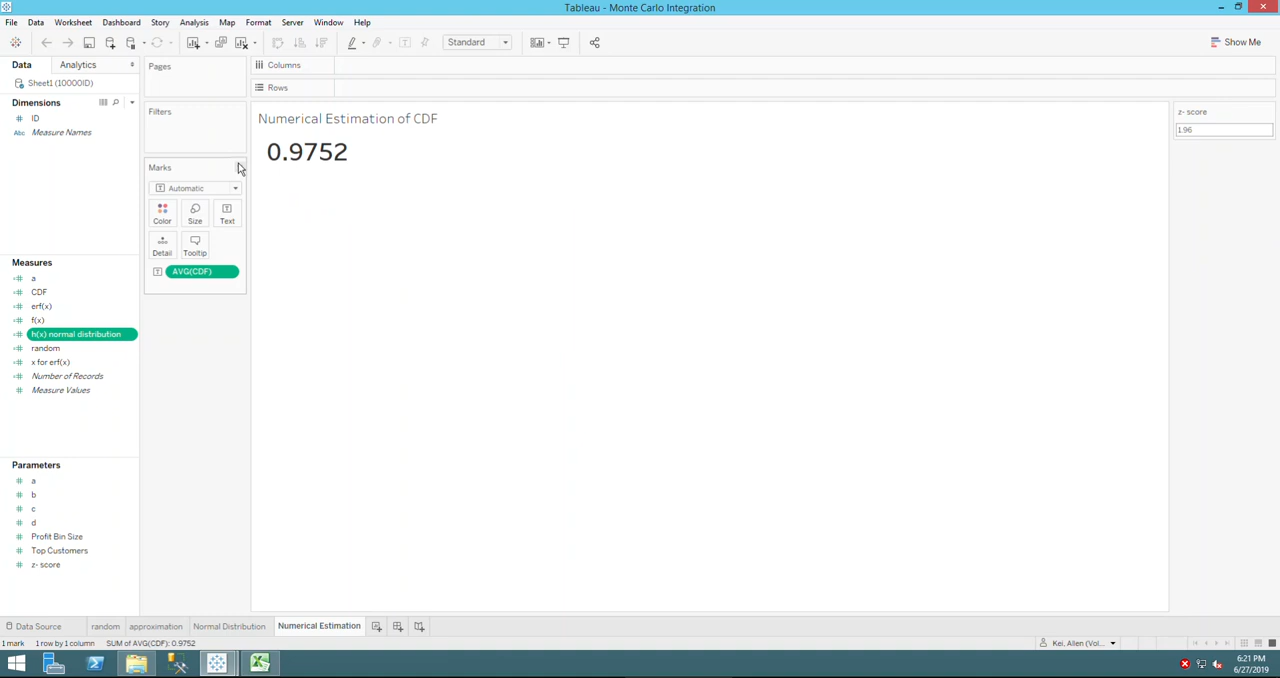 Tableau - Monte Carlo Integration
File Data Worksheet Dashboard Story Analysis Map Format Server Window Help
Standard
Show Me
Data Analytics
Sheet1 (10000ID)
Dimensions
ID
Abc Measure Names
Measures
a
CDF
erf(x)
f(x)
h(x) normal distribution
random
x for erf(x)
Number of Records
Measure Values
Parameters
a
b
c
d
Profit Bin Size
Top Customers
z- score
Pages
Filters
Marks
Automatic
Color Size Text
Detail Tooltip
AVG(CDF)
Columns
Rows
Numerical Estimation of CDF
0.9752
z- score
1.96
Data Source random approximation Normal Distribution Numerical Estimation
1 mark 1 row by 1 column SUM of AVG(CDF): 0.9752
Kei, Allen (Vol...
6:21 PM
6/27/2019